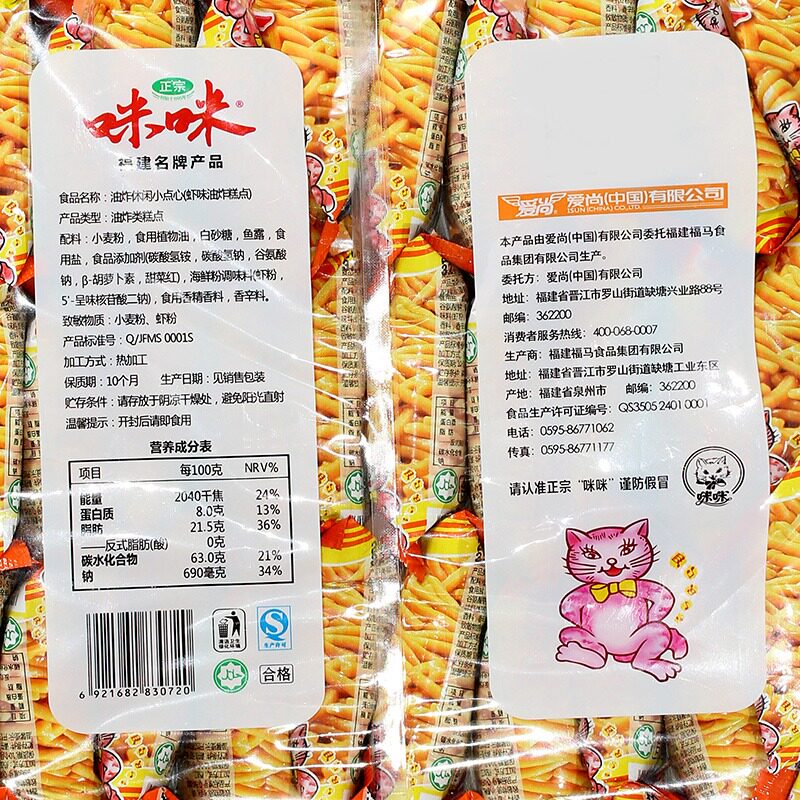 正宗
咪咪®
福建名牌产品
食品名称：油炸休闲小点心(虾味油炸糕点)
产品类型：油炸类糕点
配料：小麦粉，食用植物油，白砂糖，鱼露，食
用盐，食品添加剂(碳酸氢铵，碳酸氢钠，谷氨酸
钠，β-胡萝卜素，甜菜红)，海鲜粉调味料(虾粉，
5'-呈味核苷酸二钠)，食用香精香料，香辛料。
致敏物质：小麦粉、虾粉
产品标准号：Q/JFMS 0001S
加工方式：热加工
保质期：10个月 生产日期：见销售包装
贮存条件：请存放于阴凉干燥处，避免阳光直射
温馨提示：开封后请即食用
营养成分表
项目 每100克 NRV%
能量 2040千焦 24%
蛋白质 8.0克 13%
脂肪 21.5克 36%
——反式脂肪(酸) 0克
碳水化合物 63.0克 21%
钠 690毫克 34%
6 921682 830720
生产许可
合格
爱尚 爱尚(中国)有限公司
ISUN (CHINA) CO.,LTD.
本产品由爱尚(中国)有限公司委托福建福马食
品集团有限公司生产。
委托方：爱尚(中国)有限公司
地址：福建省晋江市罗山街道缺塘兴业路88号
邮编：362200
消费者服务热线：400-068-0007
生产商：福建福马食品集团有限公司
地址：福建省晋江市罗山街道缺塘工业东区
产地：福建省泉州市 邮编：362200
食品生产许可证编号：QS3505 2401 0001
电话：0595-86771062
传真：0595-86771177
请认准正宗“咪咪”谨防假冒
咪咪